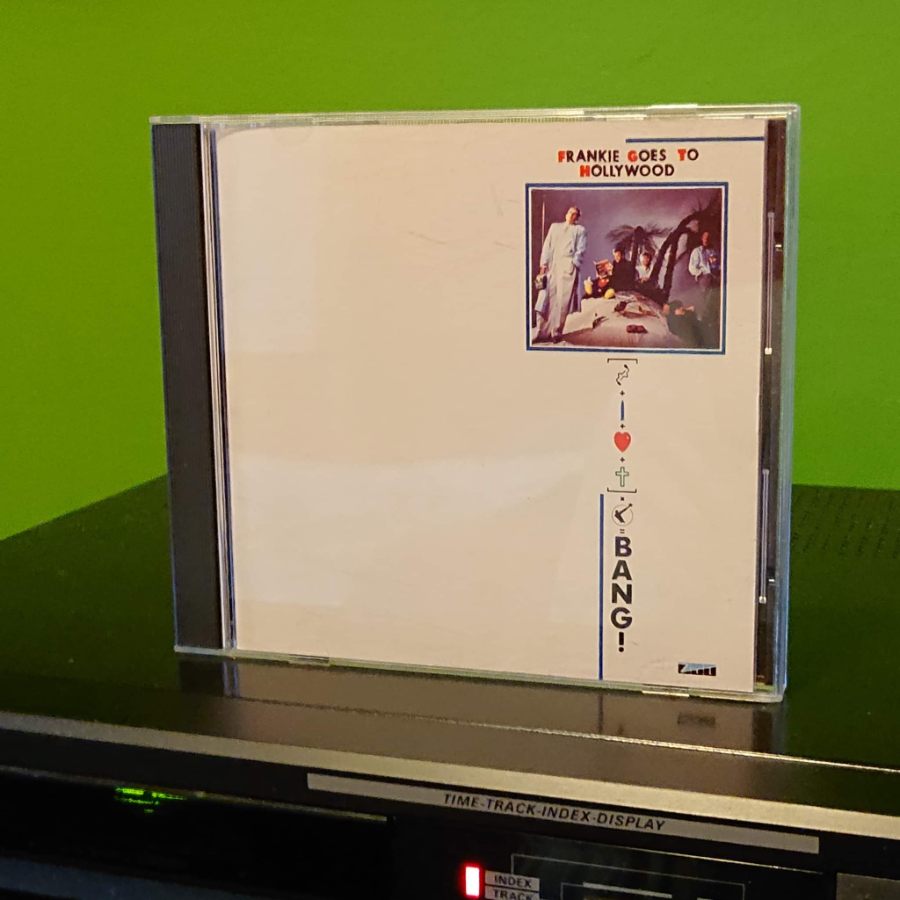 FRANKIE GOES TO
HOLLYWOOD
BANG!
TIME-TRACK-INDEX-DISPLAY
INDEX
TRACK